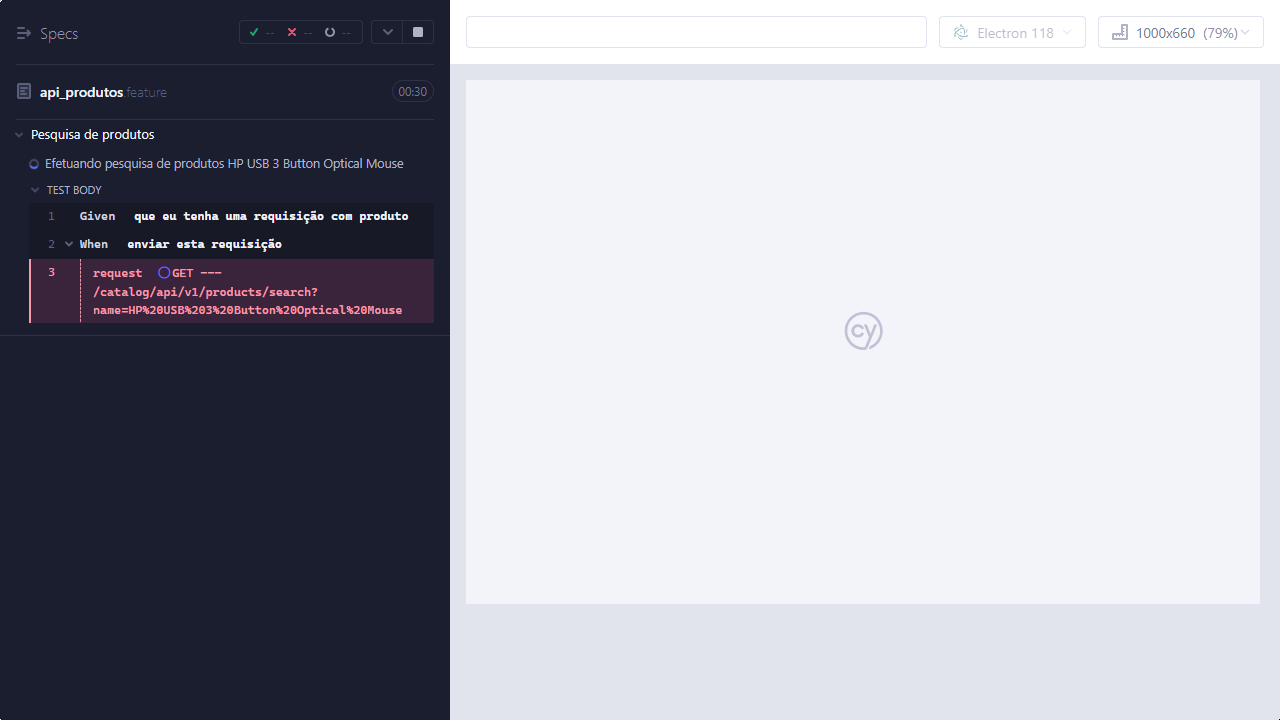 Specs
-- -- --
Electron 118
1000x660 (79%)
api_produtos.feature
00:30
Pesquisa de produtos
Efetuando pesquisa de produtos HP USB 3 Button Optical Mouse
TEST BODY
1 Given que eu tenha uma requisição com produto
2 When enviar esta requisição
3 request GET ---
/catalog/api/v1/products/search?
name=HP%20USB%203%20Button%20Optical%20Mouse
cy